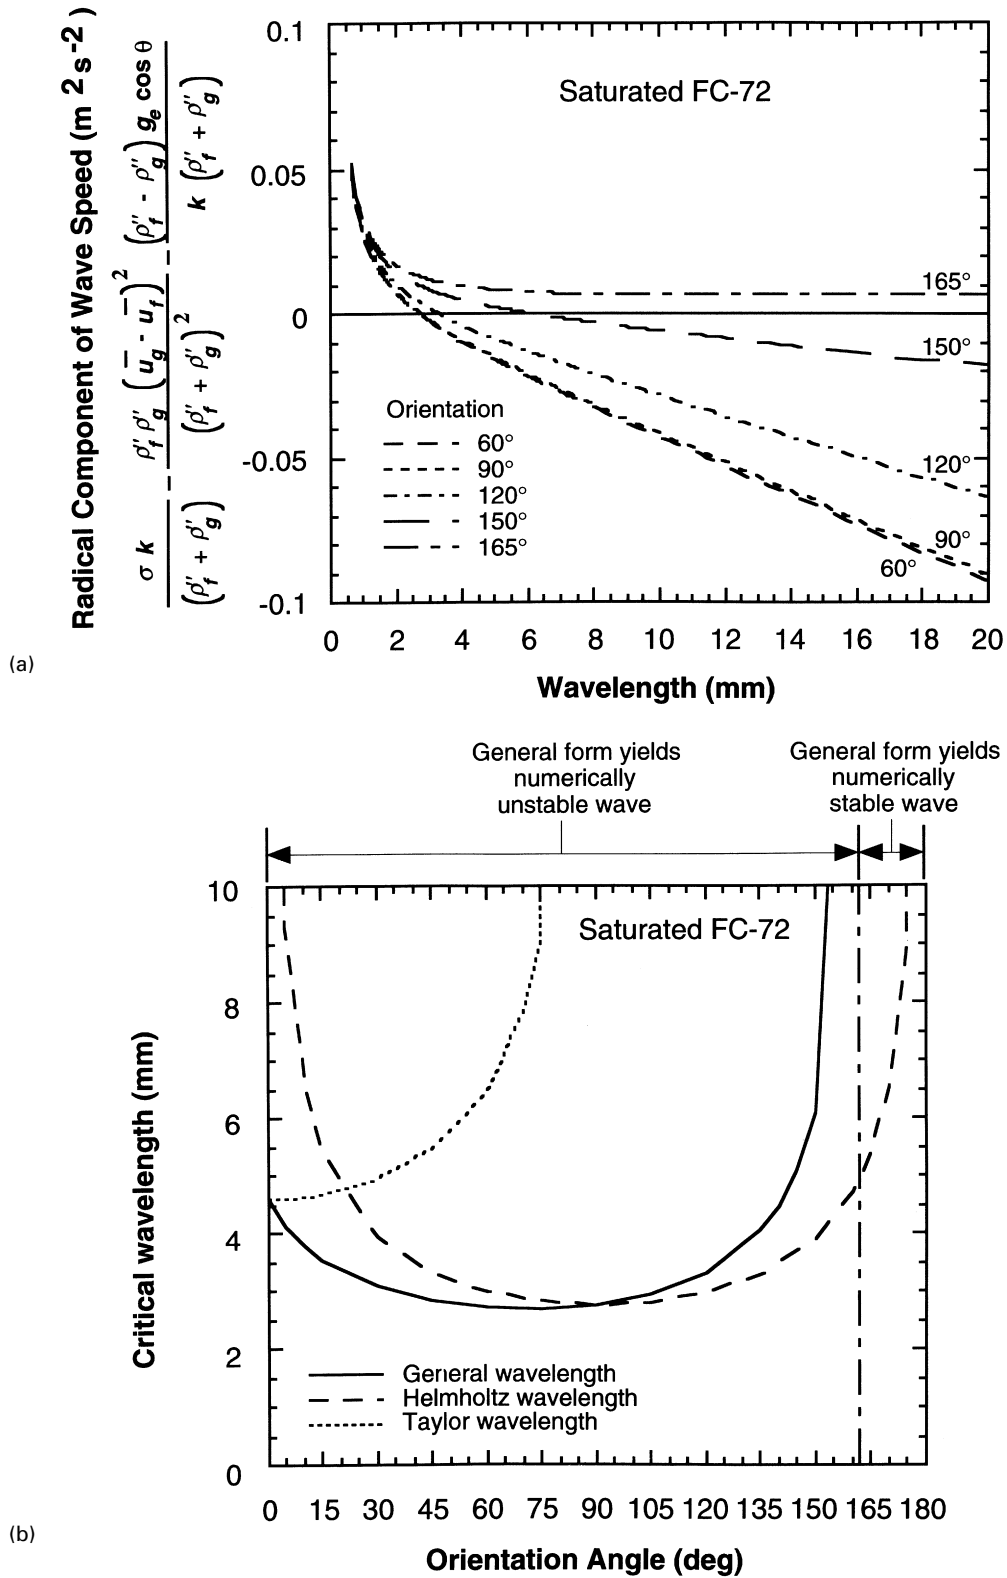 Radical Component of Wave Speed (m 2 s -2 )
σ k / (ρ''f + ρ''g) - ρ''f ρ''g (u̅g - u̅f)2 / (ρ''f + ρ''g)2 - (ρ''f - ρ''g) ge cos θ / k (ρ''f + ρ''g)
0.1
0.05
0
-0.05
-0.1
Saturated FC-72
165°
150°
120°
90°
60°
Orientation
60°
90°
120°
150°
165°
0 2 4 6 8 10 12 14 16 18 20
Wavelength (mm)
(a)
General form yields
numerically
unstable wave
General form yields
numerically
stable wave
Critical wavelength (mm)
10
8
6
4
2
0
Saturated FC-72
General wavelength
Helmholtz wavelength
Taylor wavelength
0 15 30 45 60 75 90 105 120 135 150 165 180
Orientation Angle (deg)
(b)